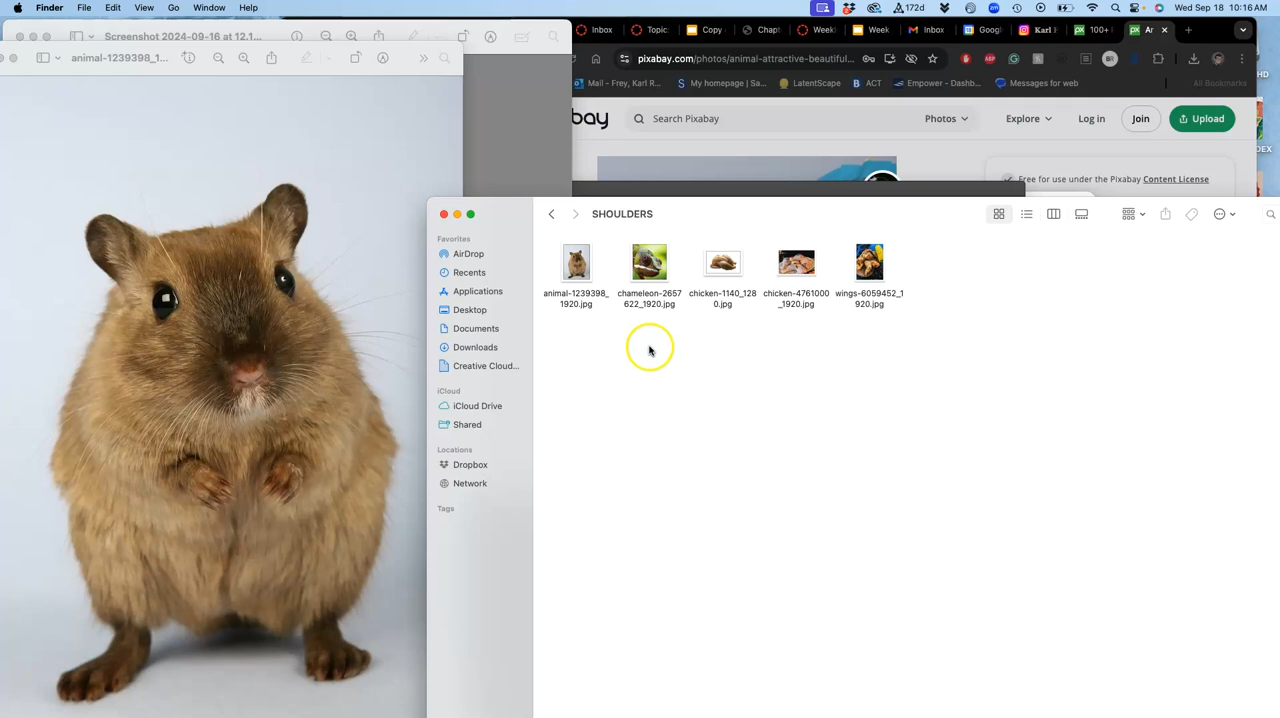 Finder File Edit View Go Window Help 172d Wed Sep 18 10:16 AM
Screenshot 2024-09-16 at 12.1...
Inbox Topic: Copy Chapt Week Inbox Googl Karl F 100+ Ar
animal-1239398_1...
pixabay.com/photos/animal-attractive-beautiful...
Mail - Frey, Karl R... My homepage | Sa... LatentScape ACT Empower - Dashb... Messages for web All Bookmarks
HD
bay Search Pixabay Photos Explore Log in Join Upload
DEX
Free for use under the Pixabay Content License
SHOULDERS
Favorites
AirDrop
Recents
Applications
Desktop
Documents
Downloads
Creative Cloud...
iCloud
iCloud Drive
Shared
Locations
Dropbox
Network
Tags
animal-1239398_
1920.jpg
chameleon-2657
622_1920.jpg
chicken-1140_128
0.jpg
chicken-4761000
_1920.jpg
wings-6059452_1
920.jpg